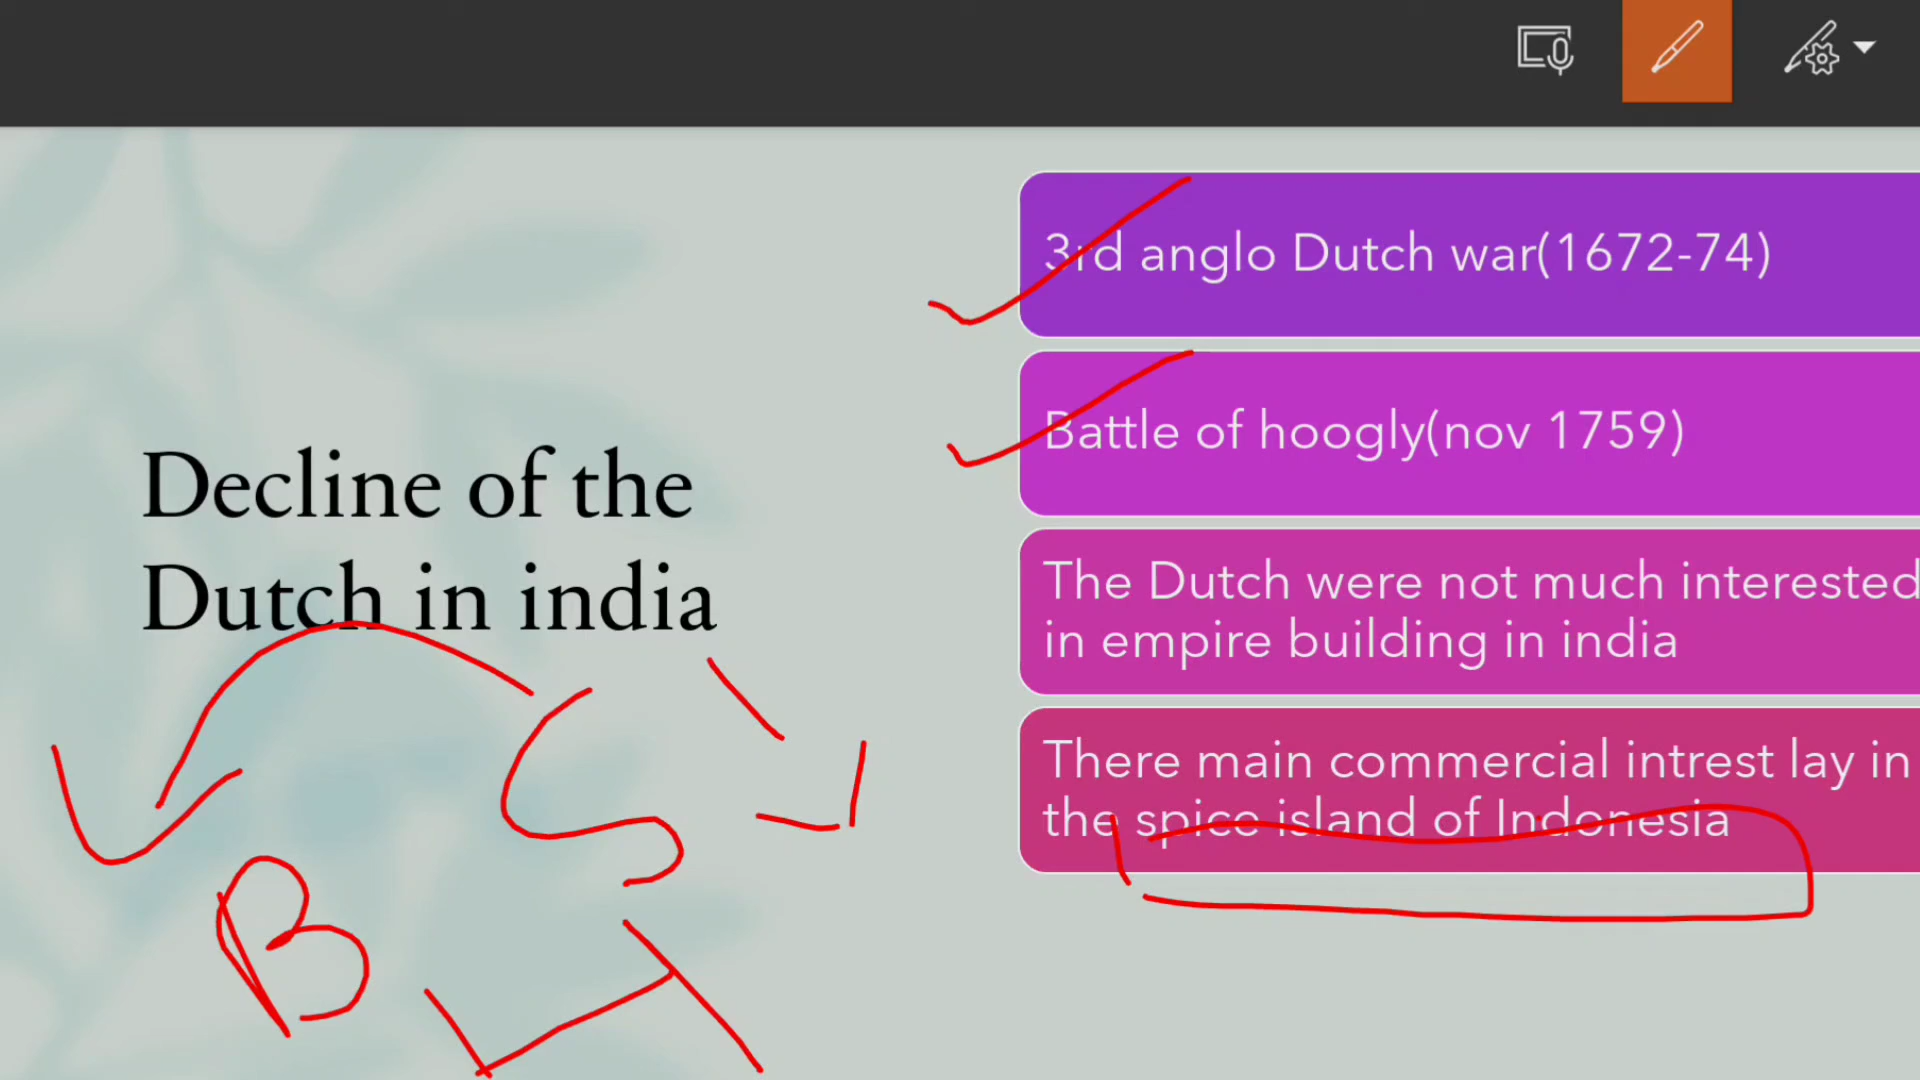 Decline of the
Dutch in india
3rd anglo Dutch war(1672-74)
Battle of hoogly(nov 1759)
The Dutch were not much interested
in empire building in india
There main commercial intrest lay in
the spice island of Indonesia
S
B